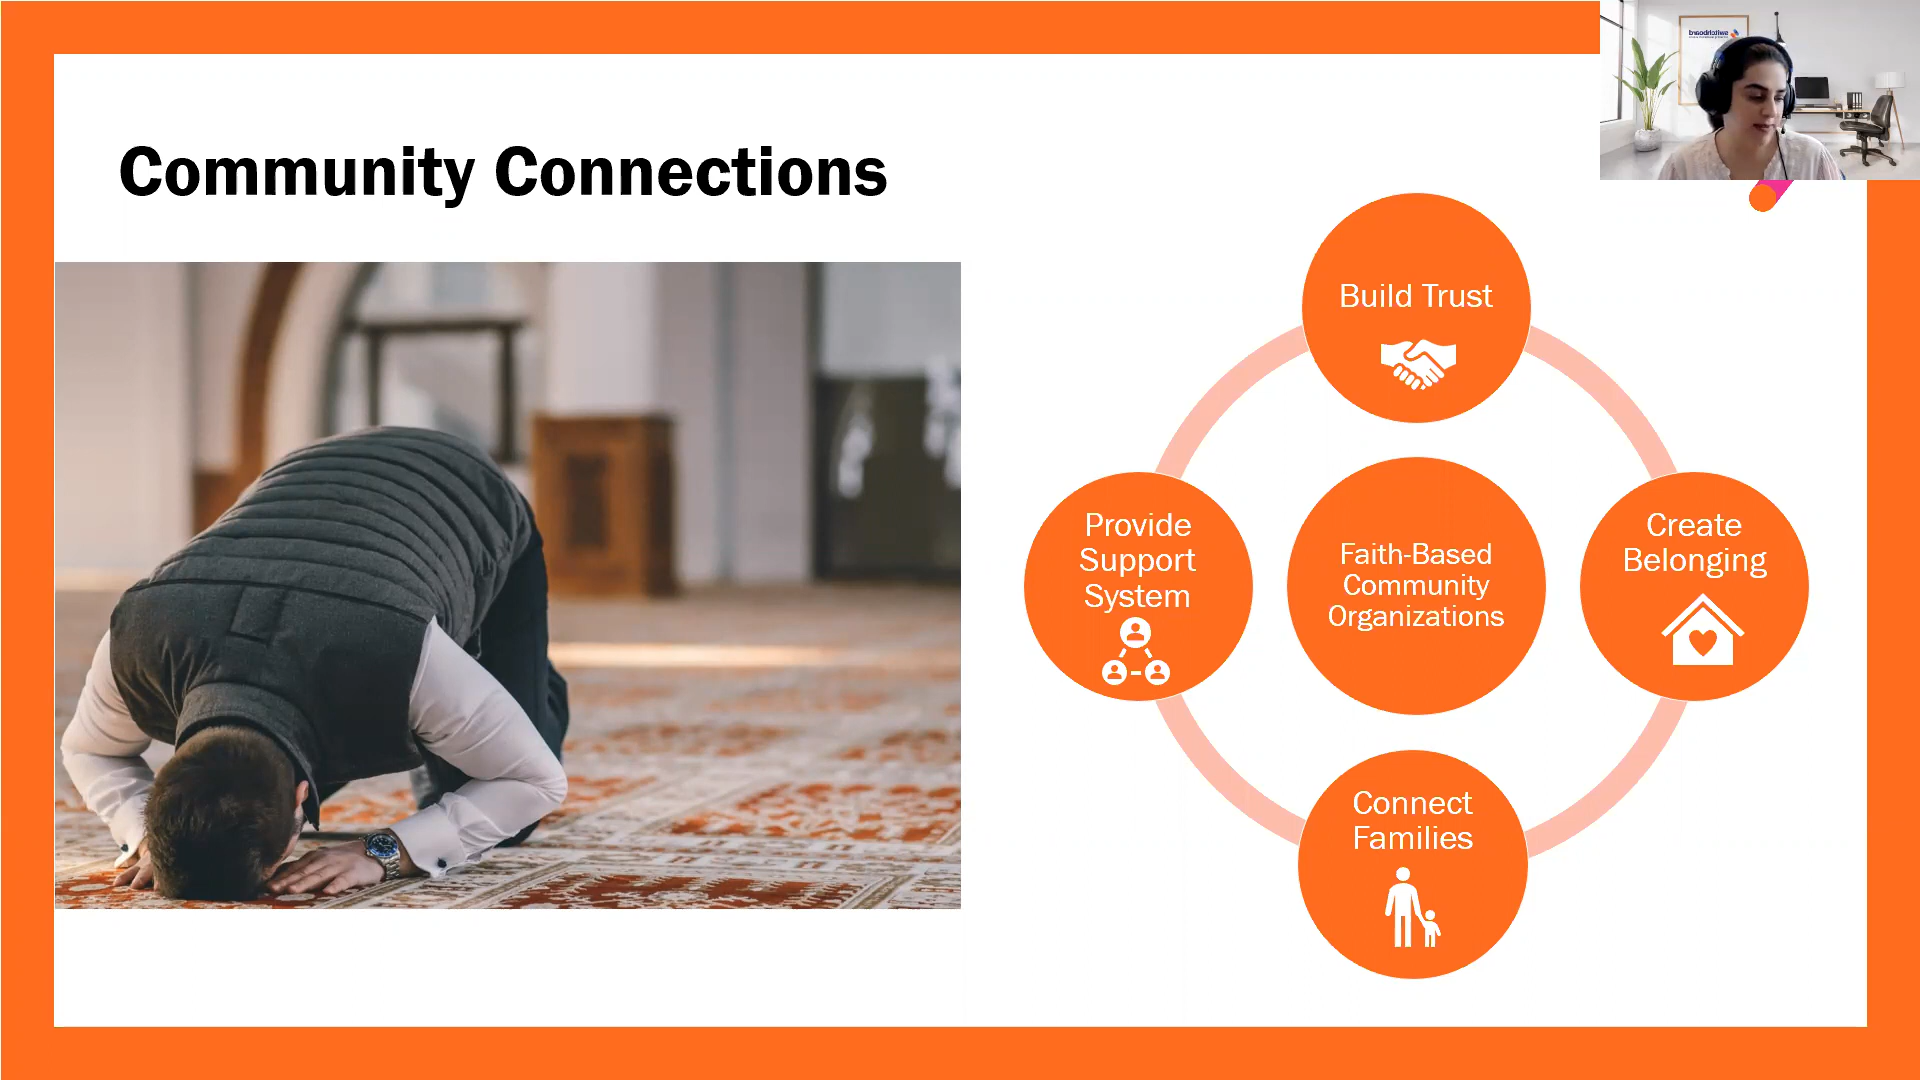 Community Connections
Build Trust
Provide
Support
System
Faith-Based
Community
Organizations
Create
Belonging
Connect
Families